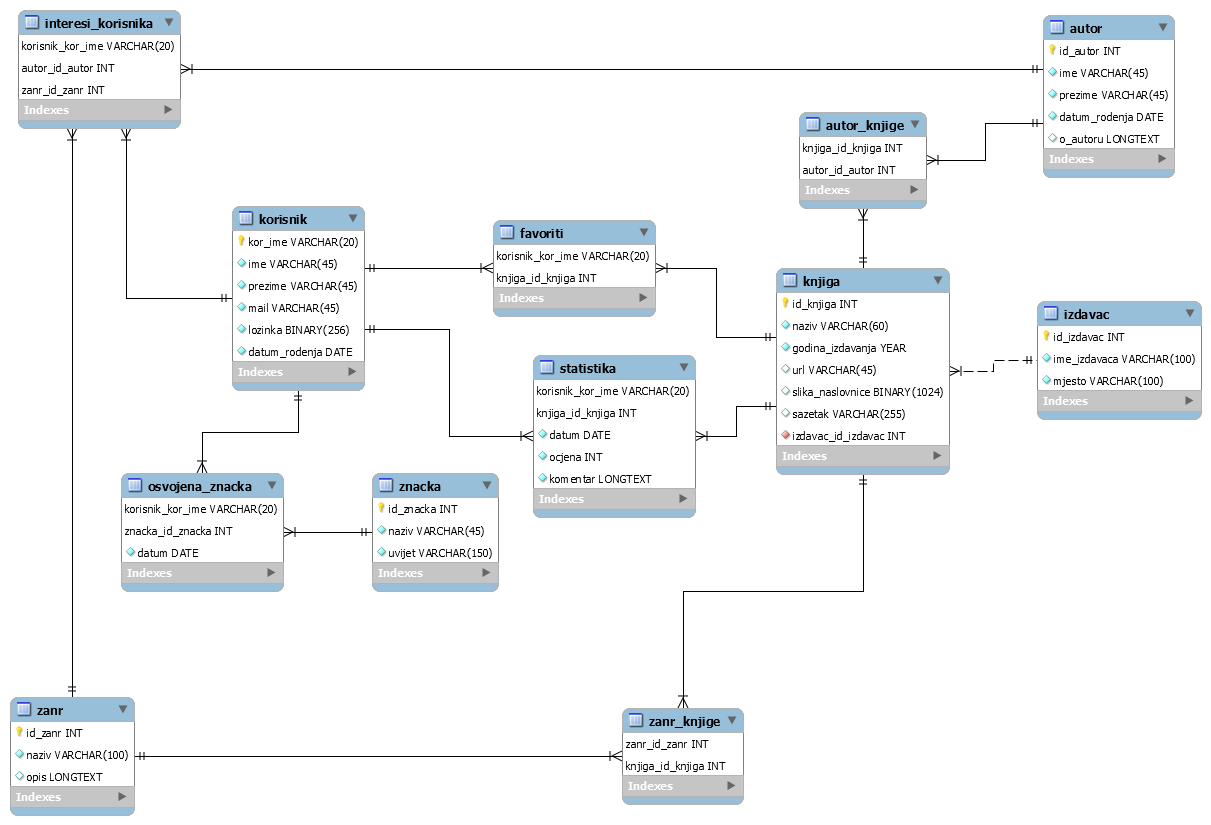 interesi_korisnika
korisnik_kor_ime VARCHAR(20)
autor_id_autor INT
zanr_id_zanr INT
Indexes
autor
id_autor INT
ime VARCHAR(45)
prezime VARCHAR(45)
datum_rodenja DATE
o_autoru LONGTEXT
Indexes
autor_knjige
knjiga_id_knjiga INT
autor_id_autor INT
Indexes
korisnik
kor_ime VARCHAR(20)
ime VARCHAR(45)
prezime VARCHAR(45)
mail VARCHAR(45)
lozinka BINARY(256)
datum_rodenja DATE
Indexes
favoriti
korisnik_kor_ime VARCHAR(20)
knjiga_id_knjiga INT
Indexes
knjiga
id_knjiga INT
naziv VARCHAR(60)
godina_izdavanja YEAR
url VARCHAR(45)
slika_naslovnice BINARY(1024)
sazetak VARCHAR(255)
izdavac_id_izdavac INT
Indexes
izdavac
id_izdavac INT
ime_izdavaca VARCHAR(100)
mjesto VARCHAR(100)
Indexes
statistika
korisnik_kor_ime VARCHAR(20)
knjiga_id_knjiga INT
datum DATE
ocjena INT
komentar LONGTEXT
Indexes
osvojena_znacka
korisnik_kor_ime VARCHAR(20)
znacka_id_znacka INT
datum DATE
Indexes
znacka
id_znacka INT
naziv VARCHAR(45)
uvijet VARCHAR(150)
Indexes
zanr
id_zanr INT
naziv VARCHAR(100)
opis LONGTEXT
Indexes
zanr_knjige
zanr_id_zanr INT
knjiga_id_knjiga INT
Indexes